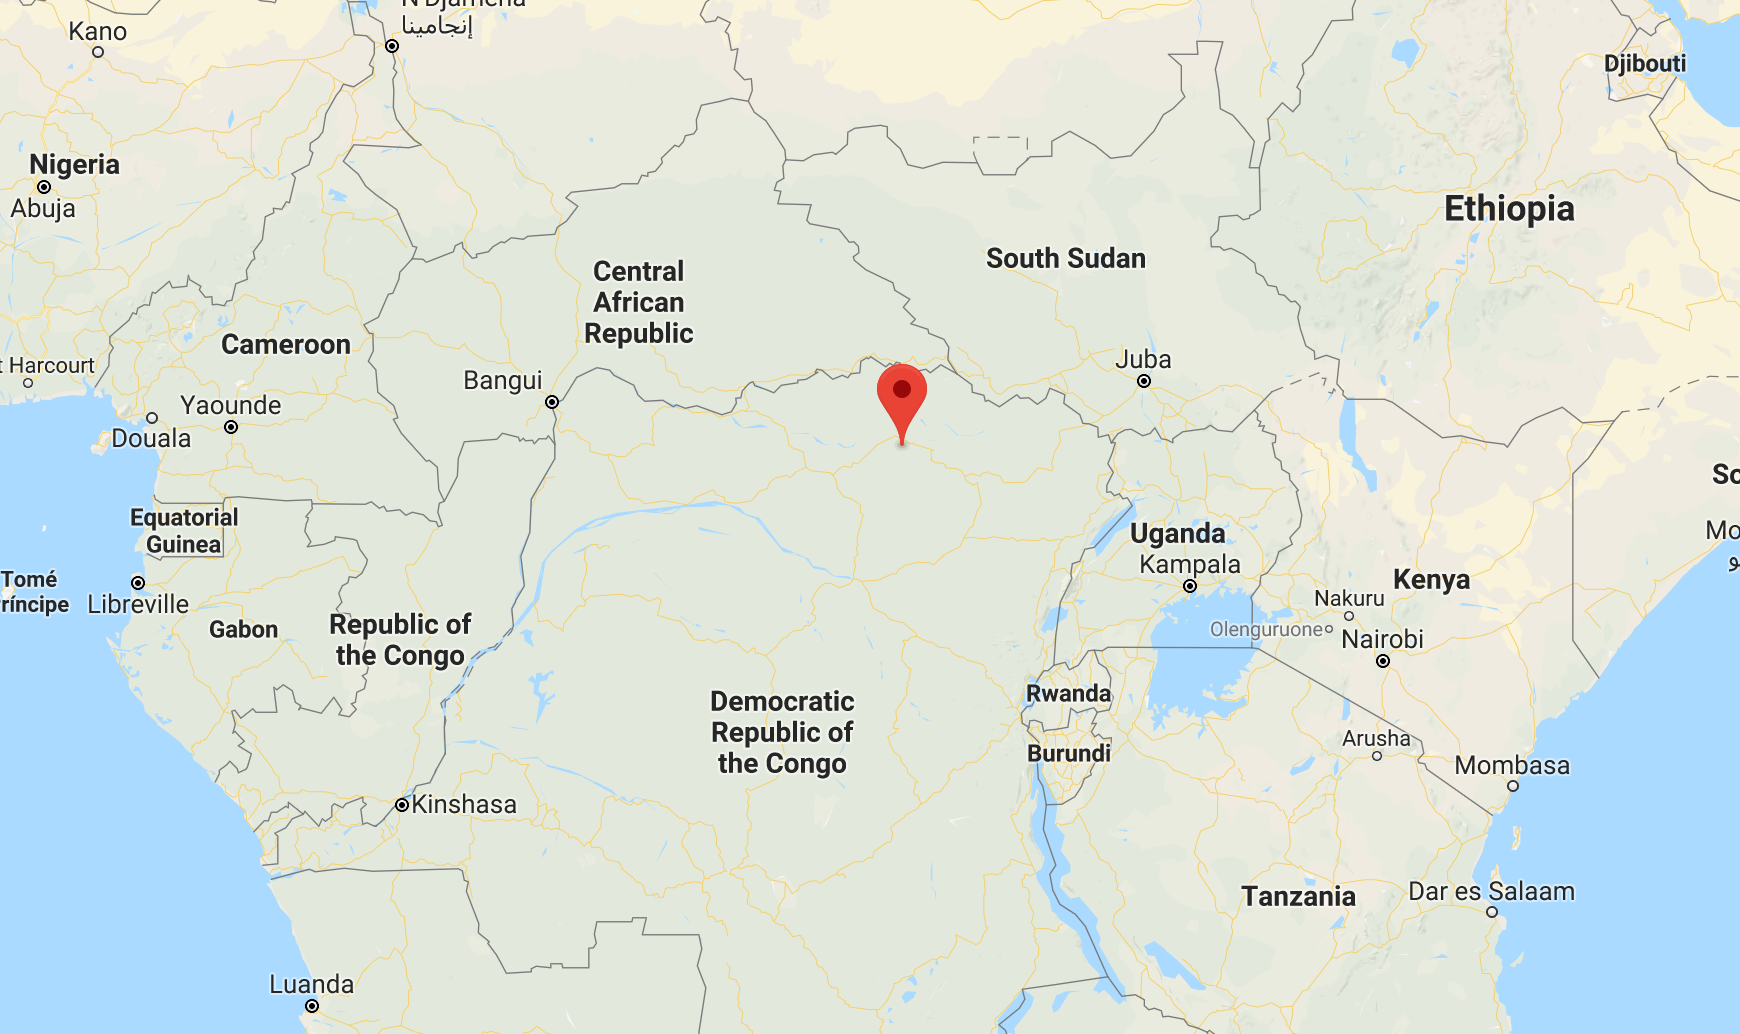 N'Djamena
إنجامينا
Kano
Djibouti
Nigeria
Abuja
Ethiopia
South Sudan
Central
African
Republic
Cameroon
t Harcourt
Juba
Bangui
Yaounde
Douala
Equatorial
Guinea
Uganda
Kampala
So
Mo
Kenya
Tomé
ríncipe
Libreville
Gabon
Republic of
the Congo
Nakuru
Olenguruone
Nairobi
Rwanda
Democratic
Republic of
the Congo
Burundi
Arusha
Mombasa
Kinshasa
Tanzania
Dar es Salaam
Luanda